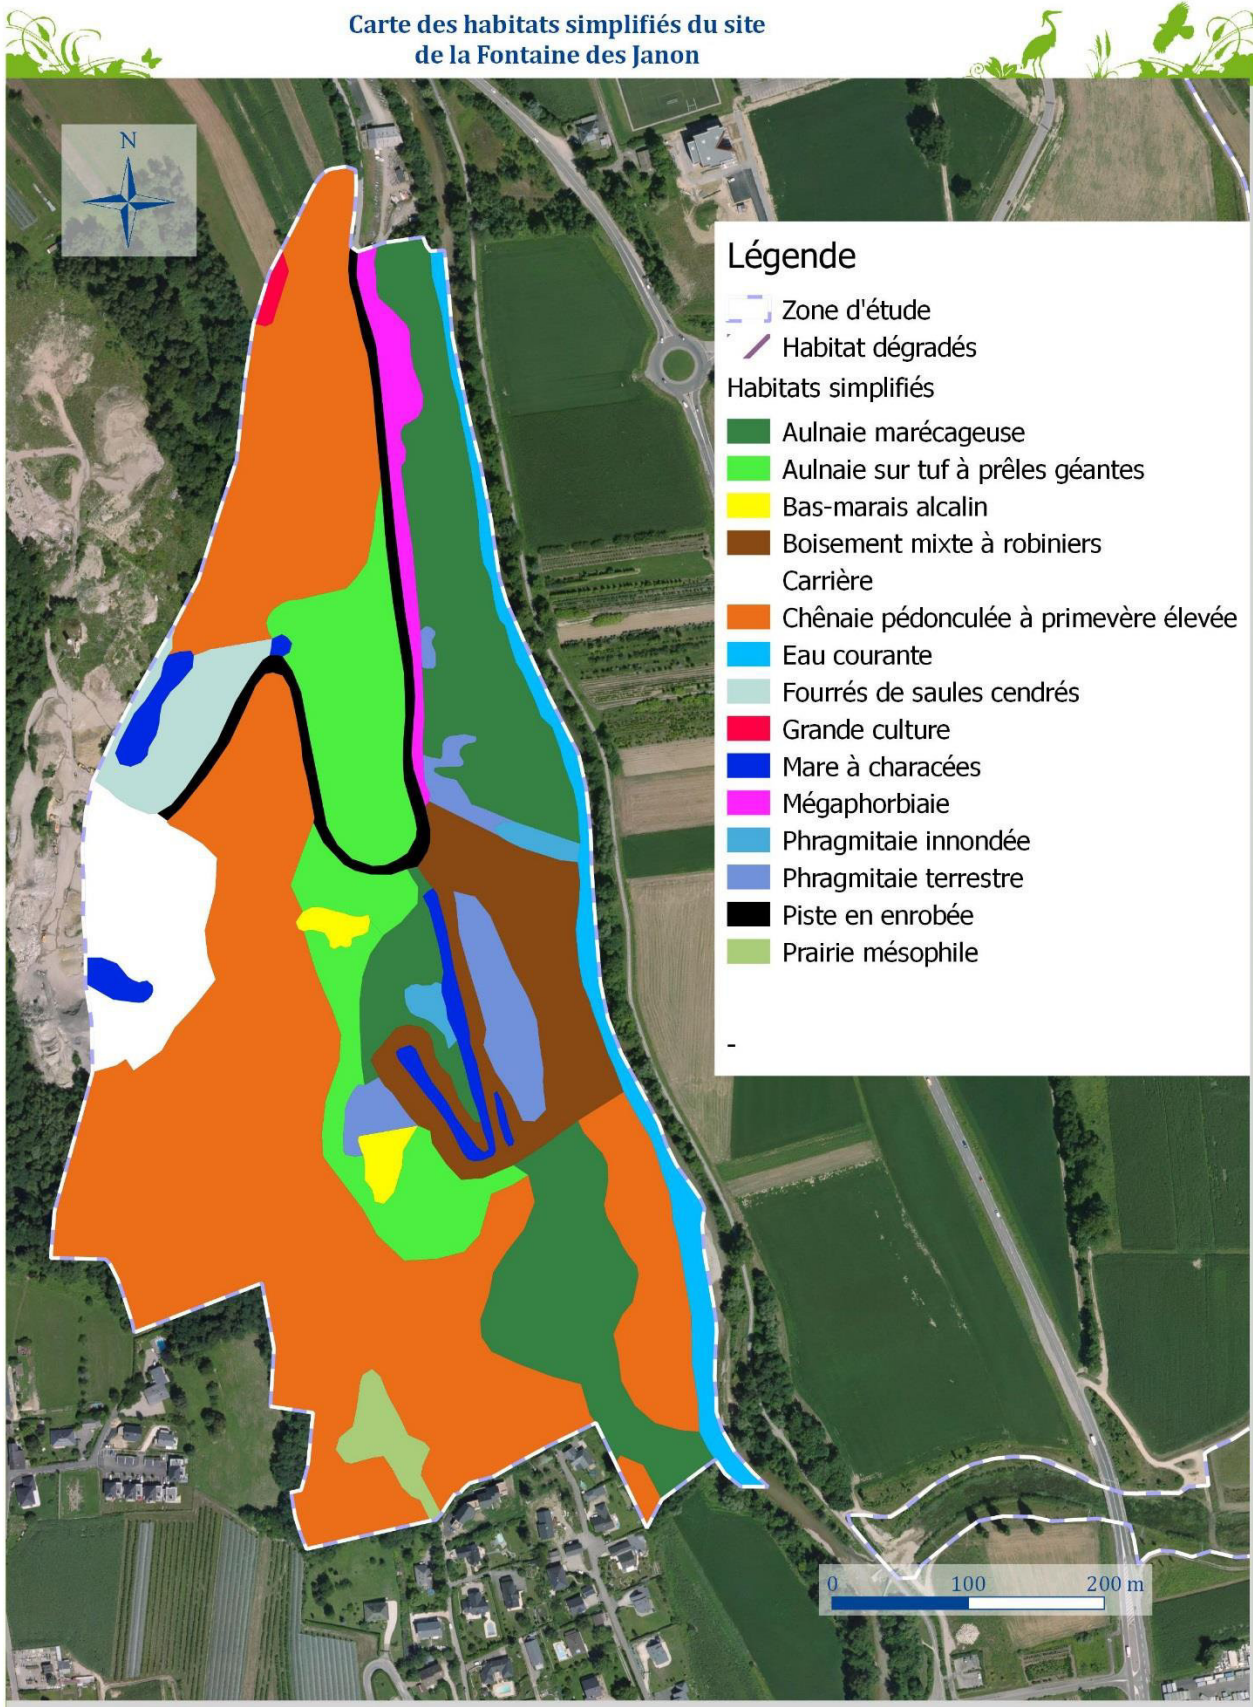 Carte des habitats simplifiés du site
de la Fontaine des Janon
N
Légende
Zone d'étude
Habitat dégradés
Habitats simplifiés
Aulnaie marécageuse
Aulnaie sur tuf à prêles géantes
Bas-marais alcalin
Boisement mixte à robiniers
Carrière
Chênaie pédonculée à primevère élevée
Eau courante
Fourrés de saules cendrés
Grande culture
Mare à characées
Mégaphorbiaie
Phragmitaie innondée
Phragmitaie terrestre
Piste en enrobée
Prairie mésophile
-
0 100 200 m